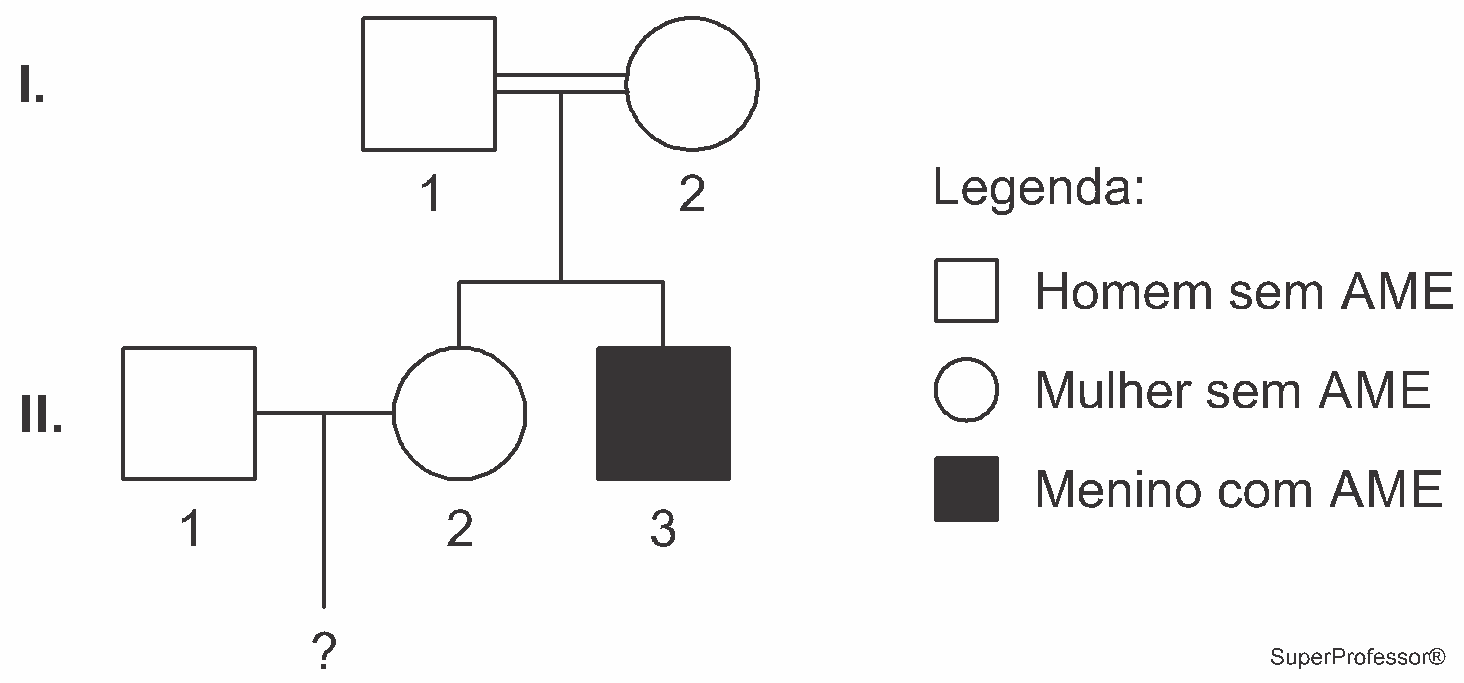 I.
1
2
Legenda:
Homem sem AME
Mulher sem AME
Menino com AME
II.
1
2
3
?
SuperProfessor®